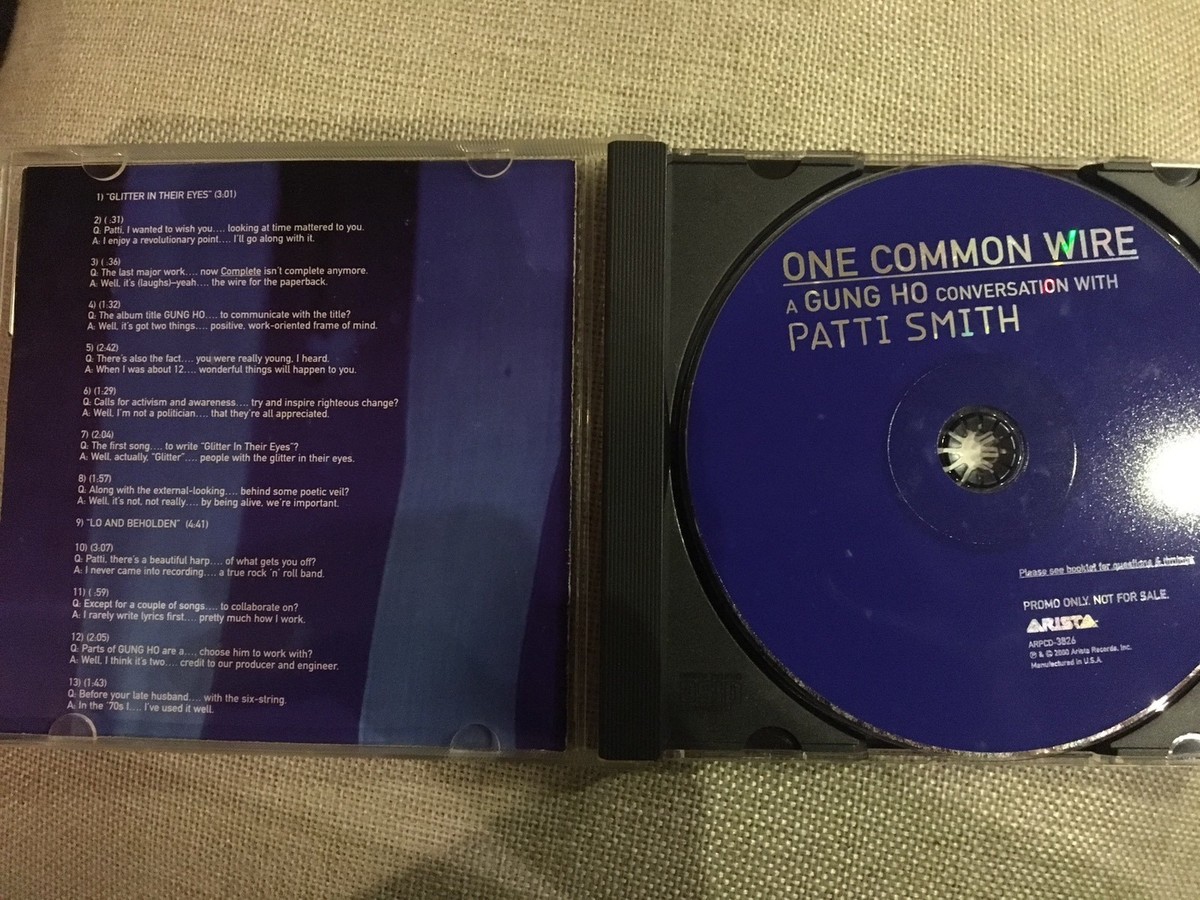 1) "GLITTER IN THEIR EYES" (3:01)
2) ( :31)
Q: Patti, I wanted to wish you.... looking at time mattered to you.
A: I enjoy a revolutionary point.... I'll go along with it.
3) ( :36)
Q: The last major work.... now Complete isn't complete anymore.
A: Well, it's (laughs)–yeah.... the wire for the paperback.
4) (1:32)
Q: The album title GUNG HO.... to communicate with the title?
A: Well, it's got two things.... positive, work-oriented frame of mind.
5) (2:42)
Q: There's also the fact.... you were really young, I heard.
A: When I was about 12.... wonderful things will happen to you.
6) (1:29)
Q: Calls for activism and awareness.... try and inspire righteous change?
A: Well, I'm not a politician.... that they're all appreciated.
7) (2:04)
Q: The first song.... to write "Glitter In Their Eyes"?
A: Well, actually, "Glitter".... people with the glitter in their eyes.
8) (1:57)
Q: Along with the external-looking.... behind some poetic veil?
A: Well, it's not, not really.... by being alive, we're important.
9) "LO AND BEHOLDEN" (4:41)
10) (3:07)
Q: Patti, there's a beautiful harp.... of what gets you off?
A: I never came into recording.... a true rock 'n' roll band.
11) ( :59)
Q: Except for a couple of songs.... to collaborate on?
A: I rarely write lyrics first.... pretty much how I work.
12) (2:05)
Q: Parts of GUNG HO are a..., choose him to work with?
A: Well, I think it's two.... credit to our producer and engineer.
13) (1:43)
Q: Before your late husband.... with the six-string.
A: In the '70s I.... I've used it well.
ONE COMMON WIRE
A GUNG HO CONVERSATION WITH
PATTI SMITH
Please see booklet for questions &
PROMO ONLY. NOT FOR SALE.
ARISTA
ARPCD-3826
℗ & © 2000 Arista Records, Inc.
Manufactured in U.S.A.